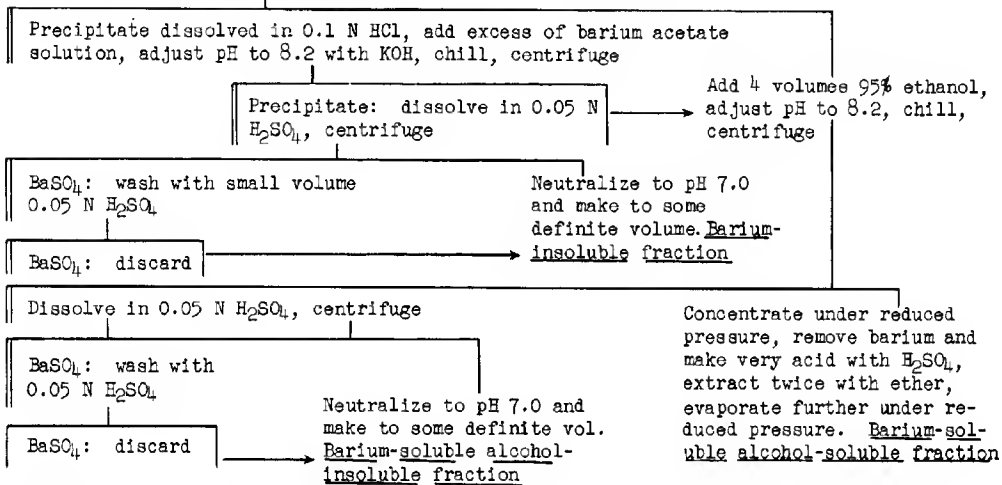 Precipitate dissolved in 0.1 N HCl, add excess of barium acetate
solution, adjust pH to 8.2 with KOH, chill, centrifuge
Precipitate: dissolve in 0.05 N
H₂SO₄, centrifuge
Add 4 volumes 95% ethanol,
adjust pH to 8.2, chill,
centrifuge
BaSO₄: wash with small volume
0.05 N H₂SO₄
Neutralize to pH 7.0
and make to some
definite volume. Barium-
insoluble fraction
BaSO₄: discard
Dissolve in 0.05 N H₂SO₄, centrifuge
Concentrate under reduced
pressure, remove barium and
make very acid with H₂SO₄,
extract twice with ether,
evaporate further under re-
duced pressure. Barium-sol-
uble alcohol-soluble fraction
BaSO₄: wash with
0.05 N H₂SO₄
Neutralize to pH 7.0 and
make to some definite vol.
Barium-soluble alcohol-
insoluble fraction
BaSO₄: discard